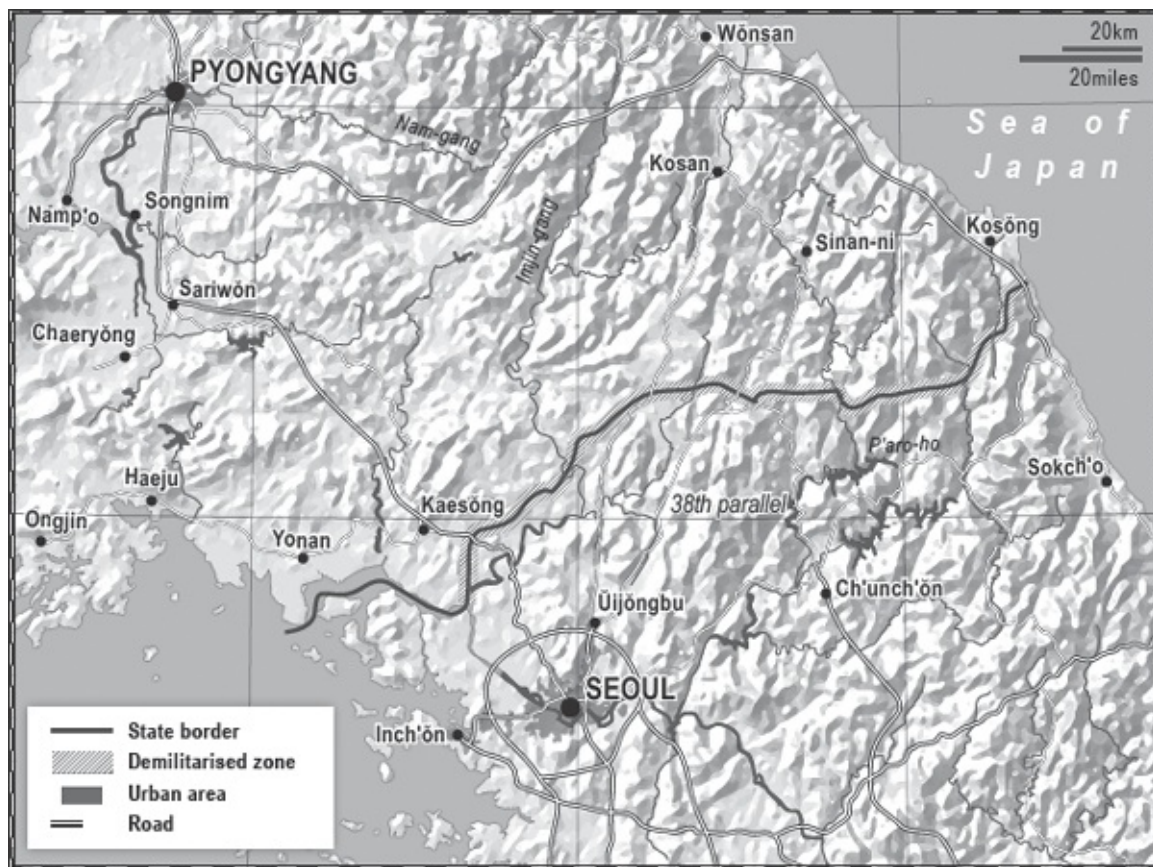 Wŏnsan
20km
20miles
PYONGYANG
Sea of
Japan
Nam-gang
Kosan
Namp'o
Songnim
Imjin-gang
Kosŏng
Sinan-ni
Sariwŏn
Chaeryŏng
P'aro-ho
Haeju
Sokch'o
38th parallel
Kaesŏng
Ongjin
Yonan
Ch'unch'ŏn
Ŭijŏngbu
SEOUL
Inch'ŏn
State border
Demilitarised zone
Urban area
Road